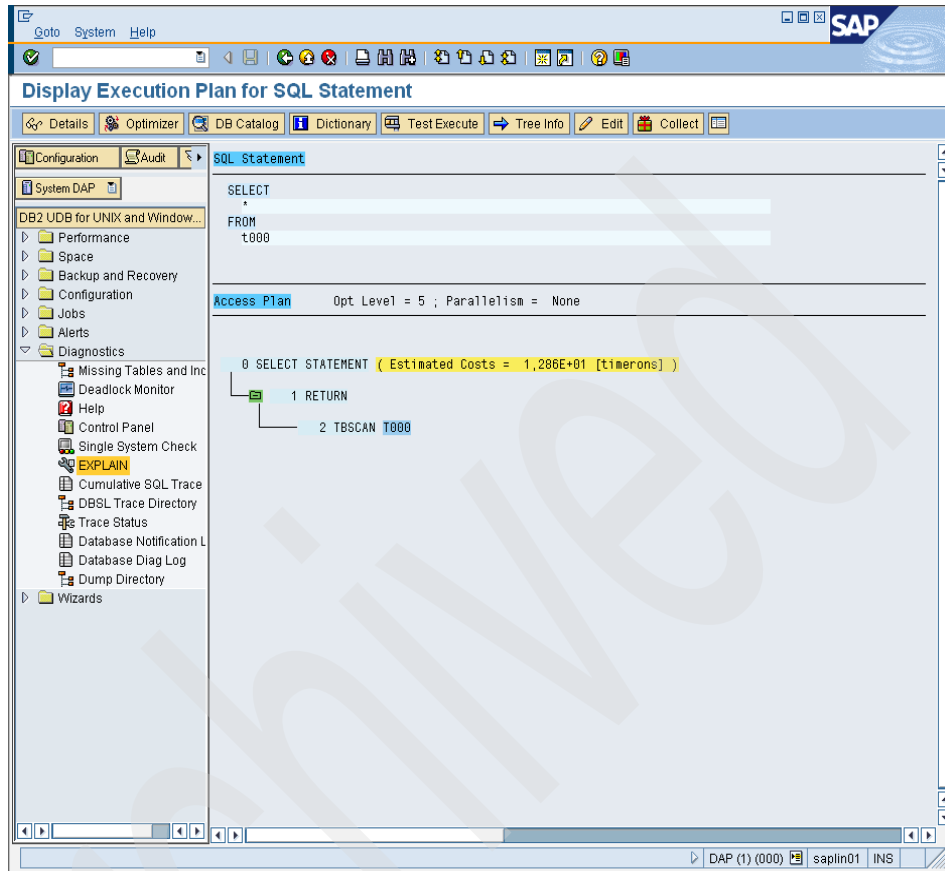 Goto System Help
SAP
Display Execution Plan for SQL Statement
Details Optimizer DB Catalog Dictionary Test Execute Tree Info Edit Collect
Configuration Audit
System DAP
DB2 UDB for UNIX and Window...
Performance
Space
Backup and Recovery
Configuration
Jobs
Alerts
Diagnostics
Missing Tables and Inc
Deadlock Monitor
Help
Control Panel
Single System Check
EXPLAIN
Cumulative SQL Trace
DBSL Trace Directory
Trace Status
Database Notification L
Database Diag Log
Dump Directory
Wizards
SQL Statement
SELECT
*
FROM
t000
Access Plan Opt Level = 5 ; Parallelism = None
0 SELECT STATEMENT ( Estimated Costs = 1,286E+01 [timerons] )
1 RETURN
2 TBSCAN T000
DAP (1) (000) saplin01 INS